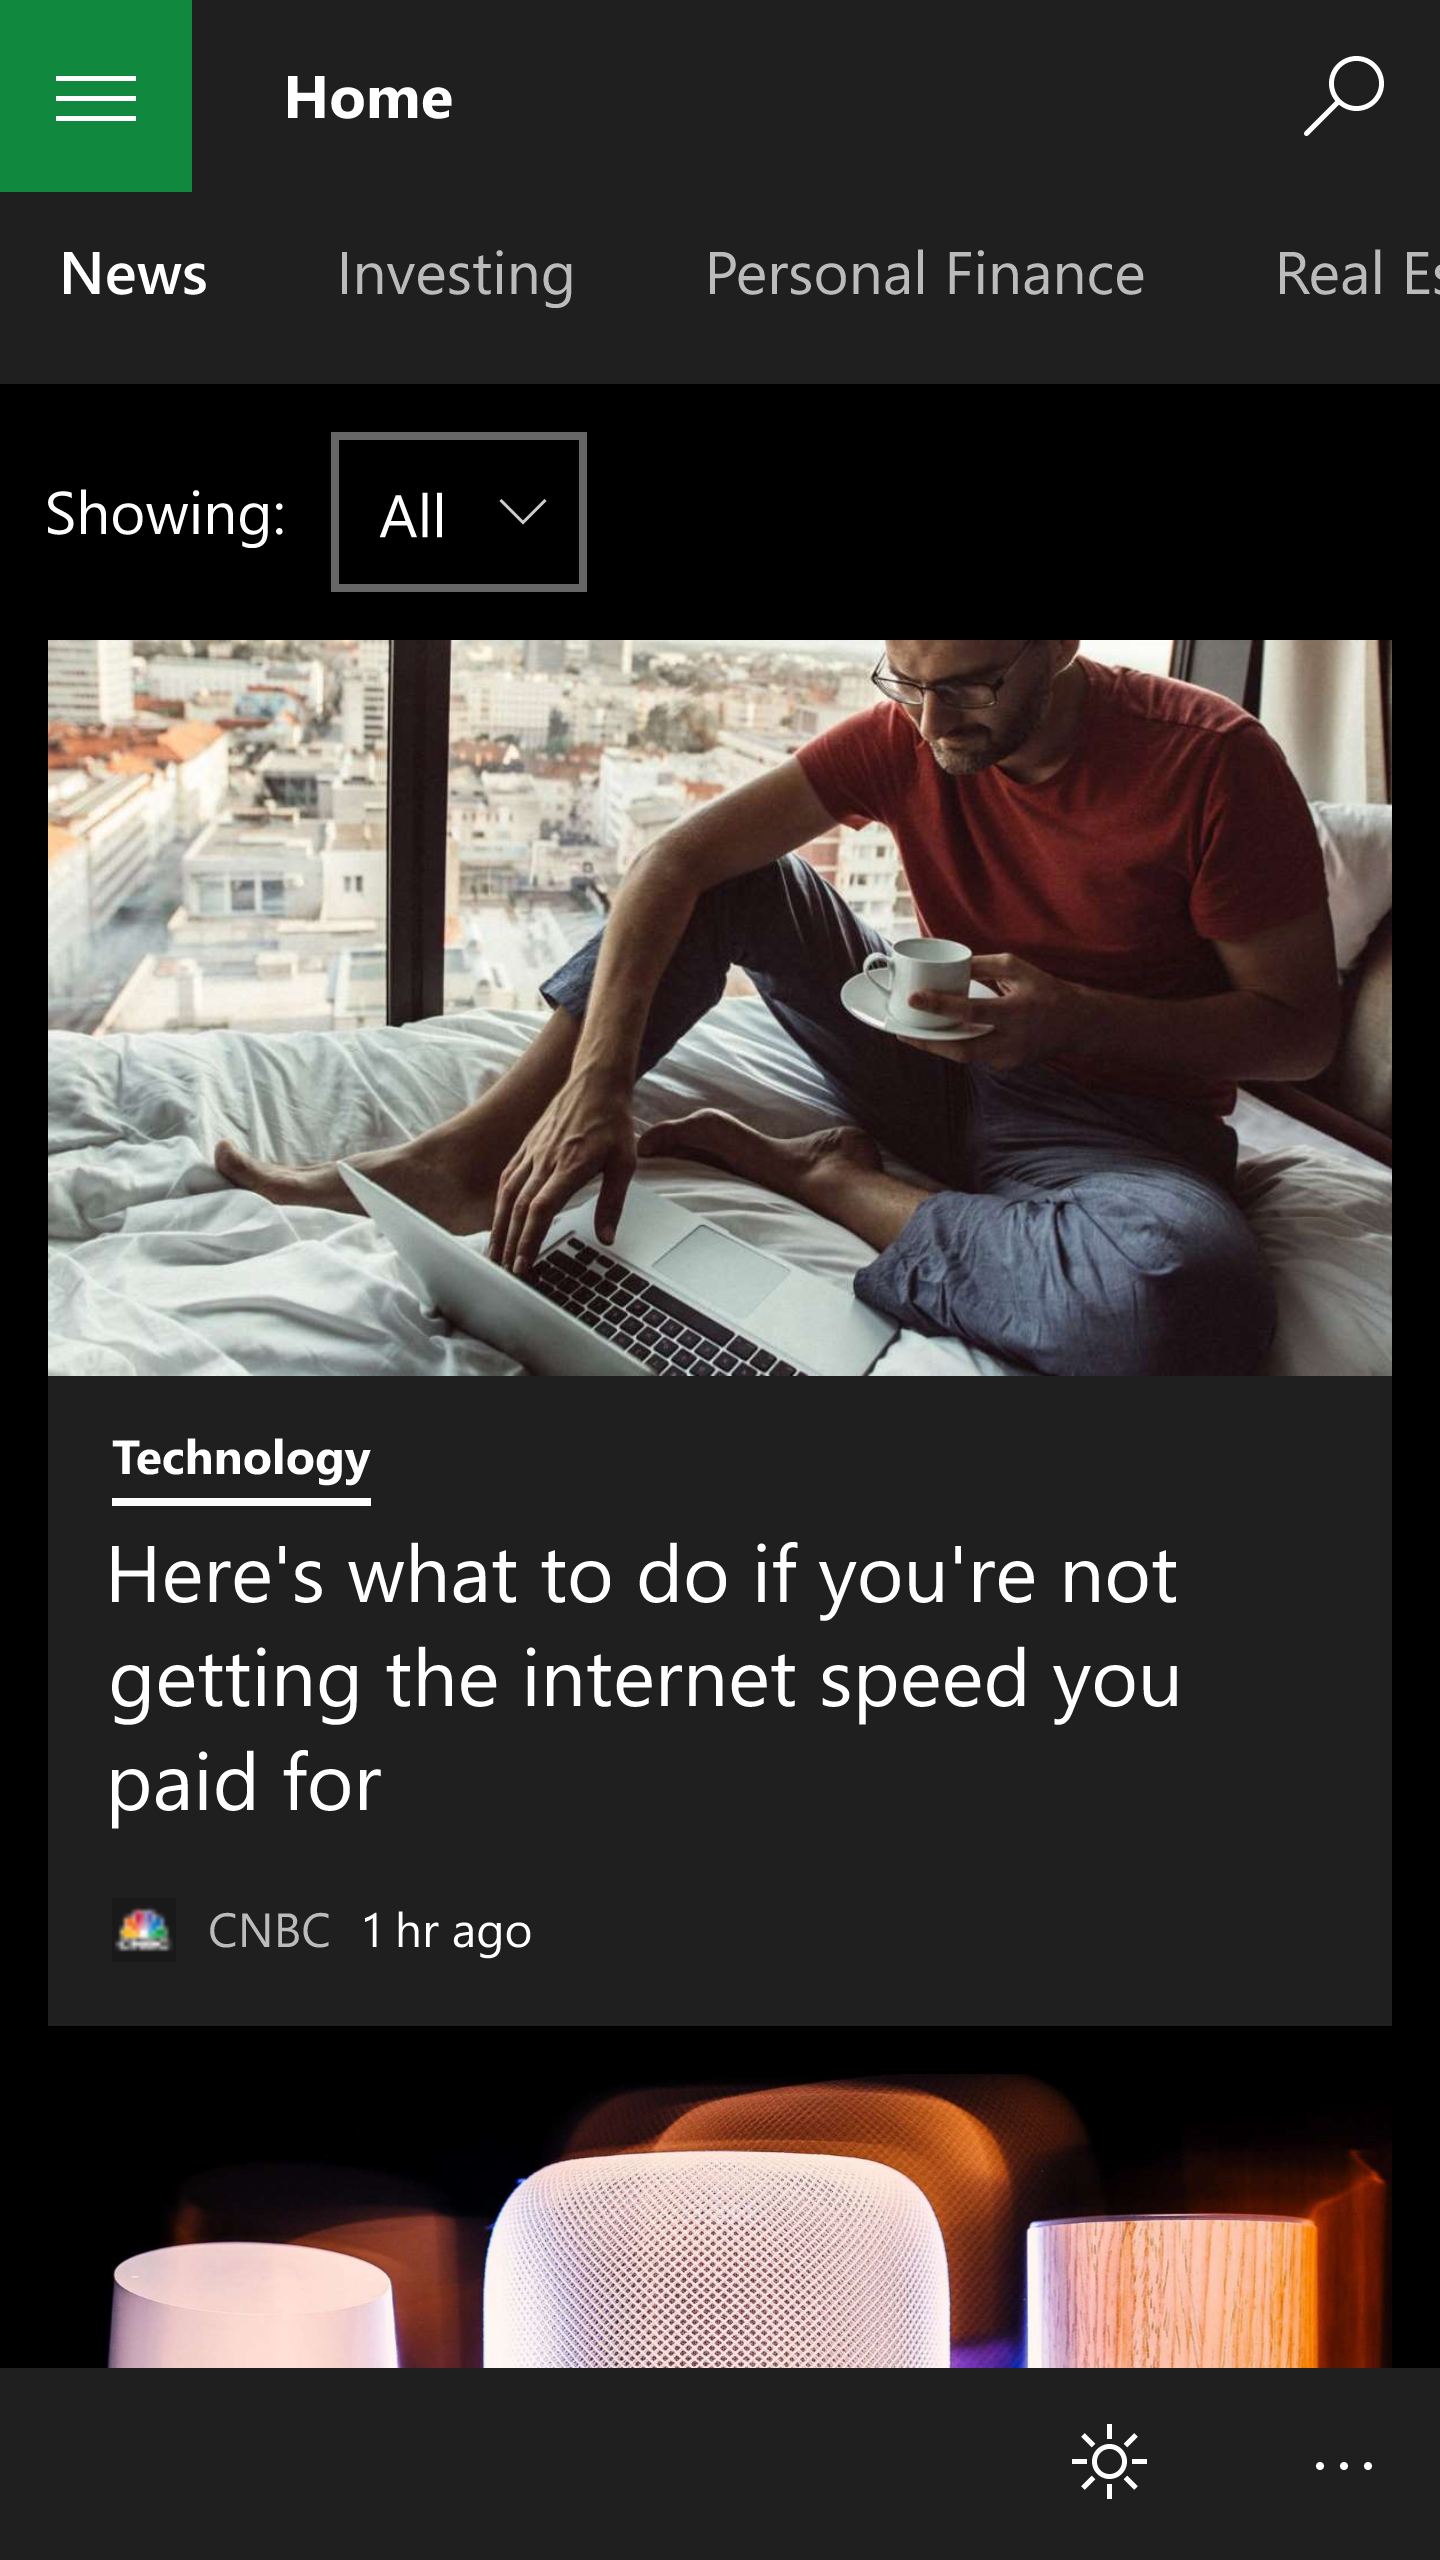 Home
News Investing Personal Finance Real Es
Showing: All
Technology
Here's what to do if you're not
getting the internet speed you
paid for
CNBC 1 hr ago